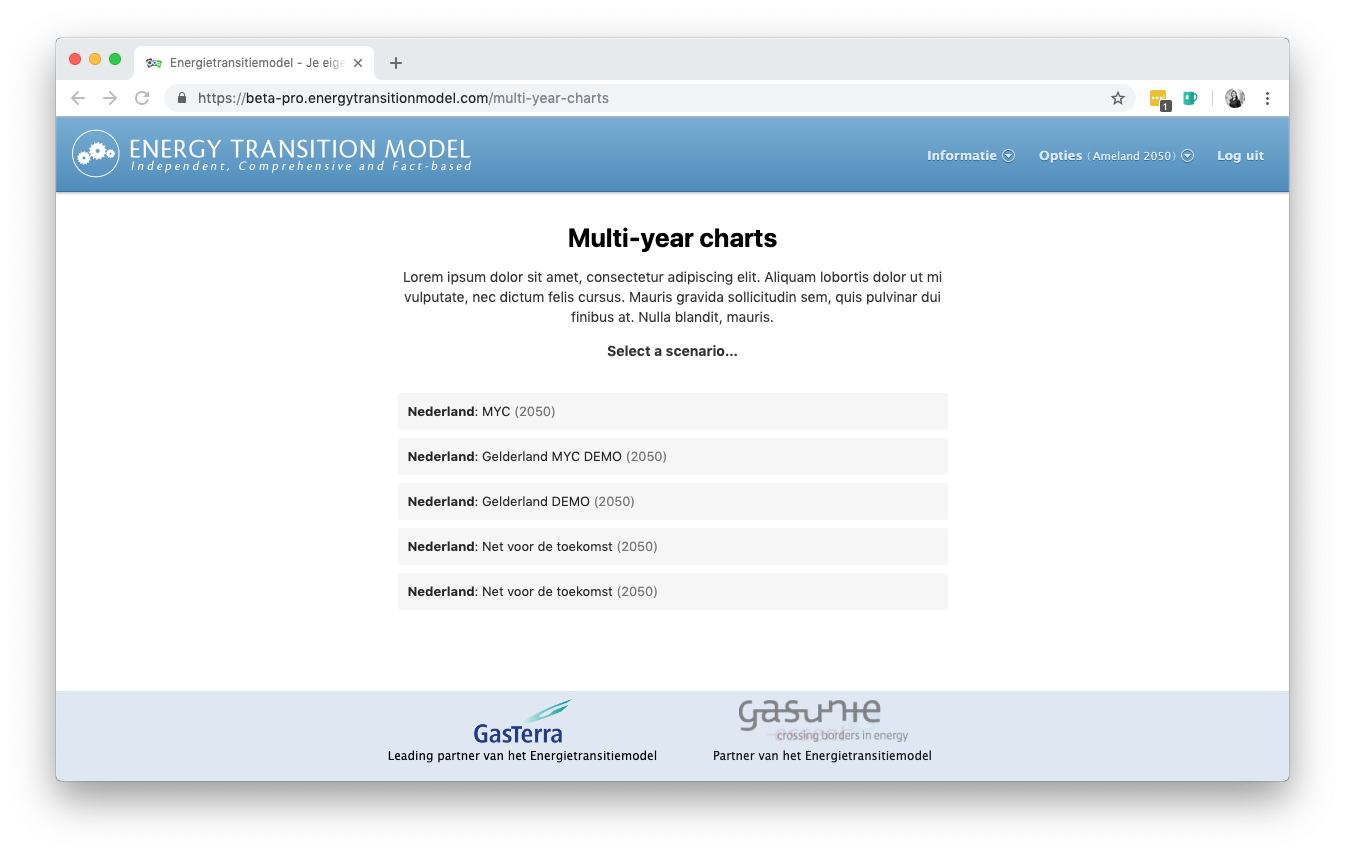 Energietransitiemodel - Je eige
https://beta-pro.energytransitionmodel.com/multi-year-charts
1
ENERGY TRANSITION MODEL
Independent, Comprehensive and Fact-based
Informatie
Opties (Ameland 2050)
Log uit
Multi-year charts
Lorem ipsum dolor sit amet, consectetur adipiscing elit. Aliquam lobortis dolor ut mi
vulputate, nec dictum felis cursus. Mauris gravida sollicitudin sem, quis pulvinar dui
finibus at. Nulla blandit, mauris.
Select a scenario...
Nederland: MYC (2050)
Nederland: Gelderland MYC DEMO (2050)
Nederland: Gelderland DEMO (2050)
Nederland: Net voor de toekomst (2050)
Nederland: Net voor de toekomst (2050)
GasTerra
Leading partner van het Energietransitiemodel
gasunie
crossing borders in energy
Partner van het Energietransitiemodel